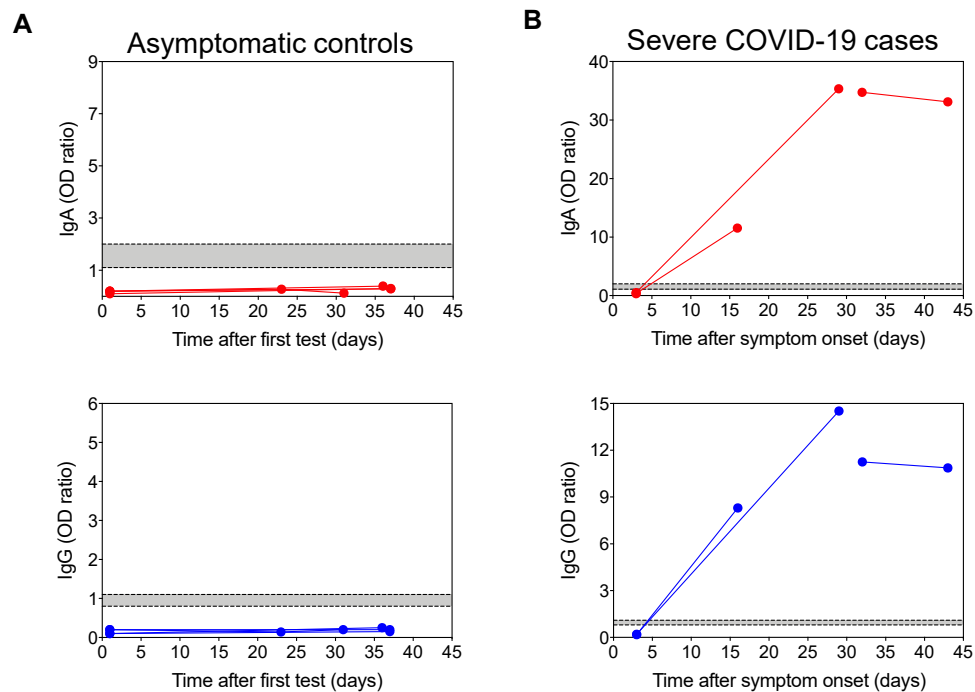 A
Asymptomatic controls
9
7
5
3
1
IgA (OD ratio)
0 5 10 15 20 25 30 35 40 45
Time after first test (days)
6
5
4
3
2
1
0
IgG (OD ratio)
0 5 10 15 20 25 30 35 40 45
Time after first test (days)
B
Severe COVID-19 cases
40
30
20
10
0
IgA (OD ratio)
0 5 10 15 20 25 30 35 40 45
Time after symptom onset (days)
15
12
9
6
3
0
IgG (OD ratio)
0 5 10 15 20 25 30 35 40 45
Time after symptom onset (days)